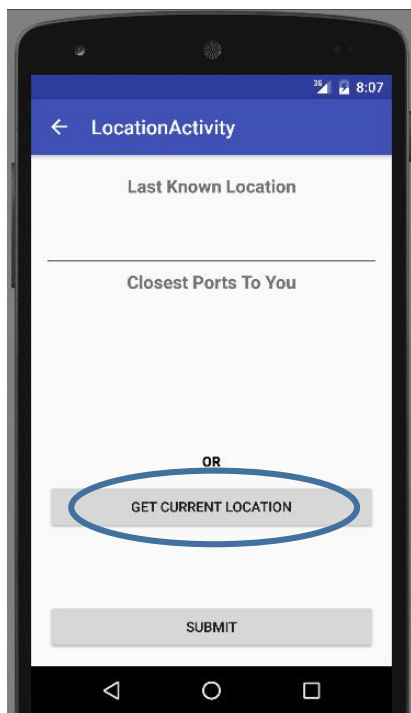 8:07
LocationActivity
Last Known Location
Closest Ports To You
OR
GET CURRENT LOCATION
SUBMIT